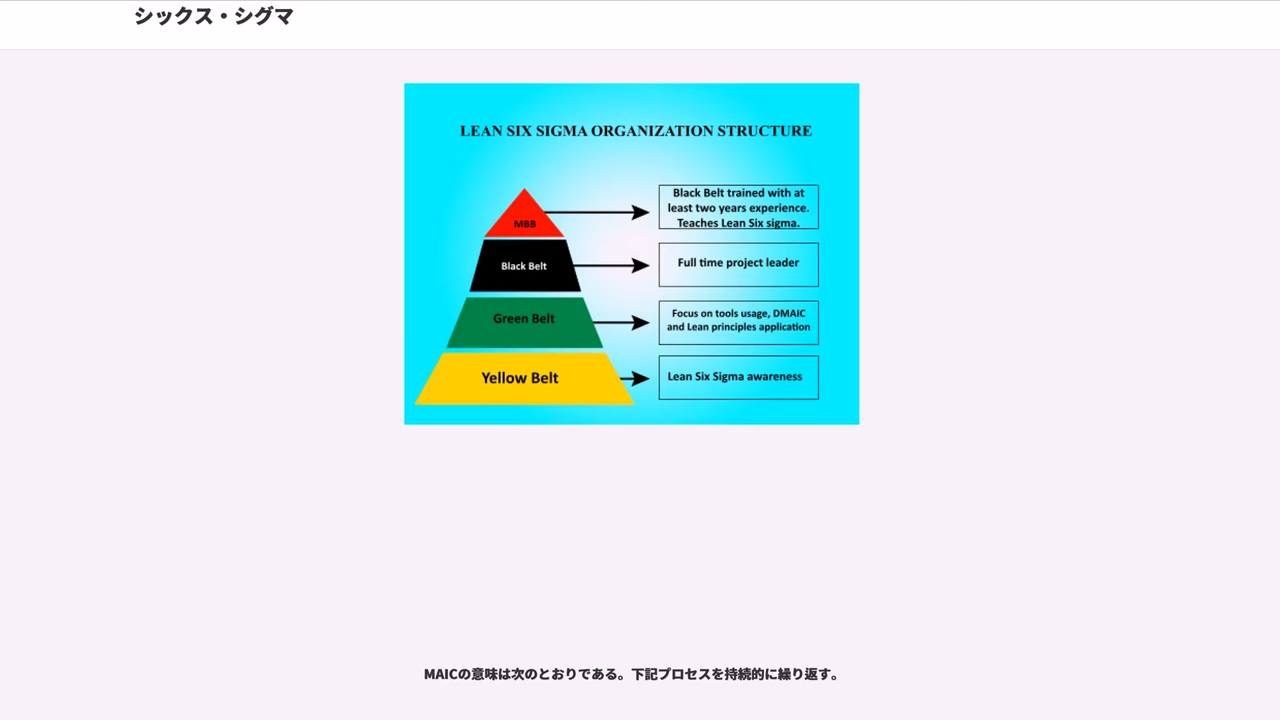 シックス・シグマ
LEAN SIX SIGMA ORGANIZATION STRUCTURE
MBB
Black Belt trained with at
least two years experience.
Teaches Lean Six sigma.
Black Belt
Full time project leader
Green Belt
Focus on tools usage, DMAIC
and Lean principles application
Yellow Belt
Lean Six Sigma awareness
MAICの意味は次のとおりである。下記プロセスを持続的に繰り返す。